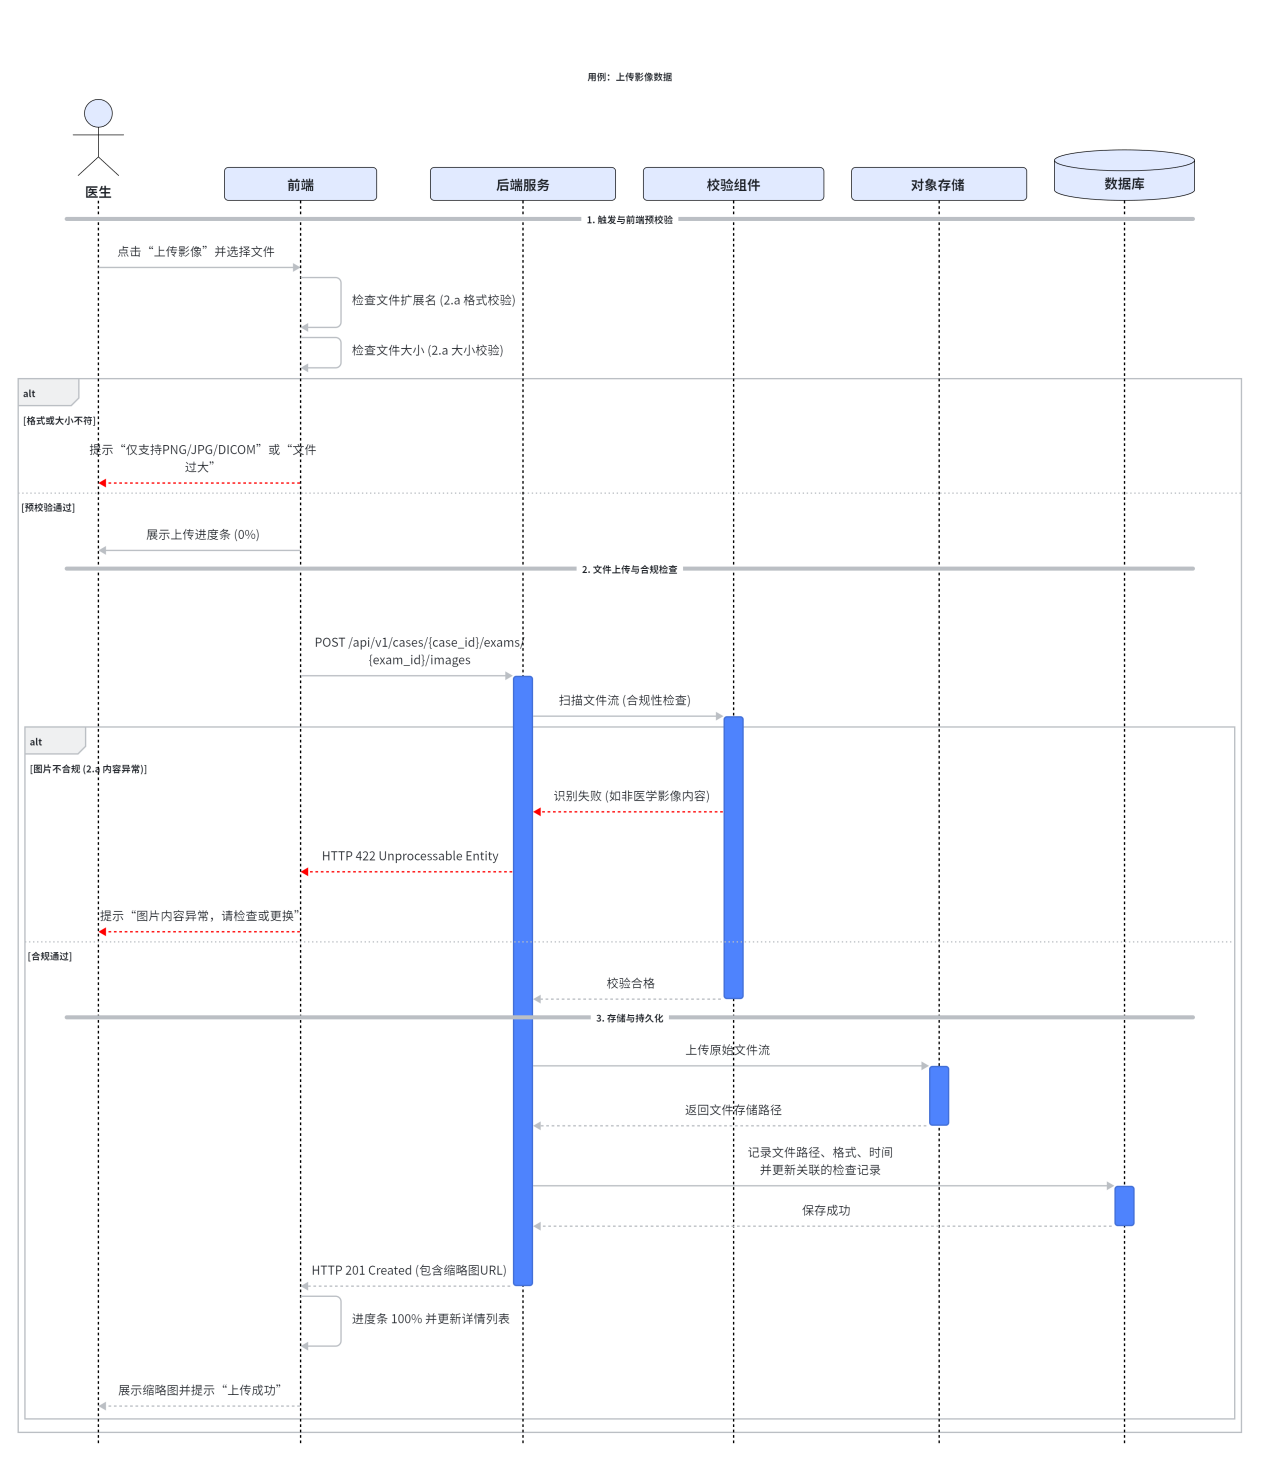 用例：上传影像数据
医生
前端
后端服务
校验组件
对象存储
数据库
1. 触发与前端预校验
点击“上传影像”并选择文件
检查文件扩展名 (2.a 格式校验)
检查文件大小 (2.a 大小校验)
alt
[格式或大小不符]
提示“仅支持PNG/JPG/DICOM”或“文件
过大”
[预校验通过]
展示上传进度条 (0%)
2. 文件上传与合规检查
POST /api/v1/cases/{case_id}/exams/
{exam_id}/images
扫描文件流 (合规性检查)
alt
[图片不合规 (2.a 内容异常)]
识别失败 (如非医学影像内容)
HTTP 422 Unprocessable Entity
提示“图片内容异常，请检查或更换”
[合规通过]
校验合格
3. 存储与持久化
上传原始文件流
返回文件存储路径
记录文件路径、格式、时间
并更新关联的检查记录
保存成功
HTTP 201 Created (包含缩略图URL)
进度条 100% 并更新详情列表
展示缩略图并提示“上传成功”